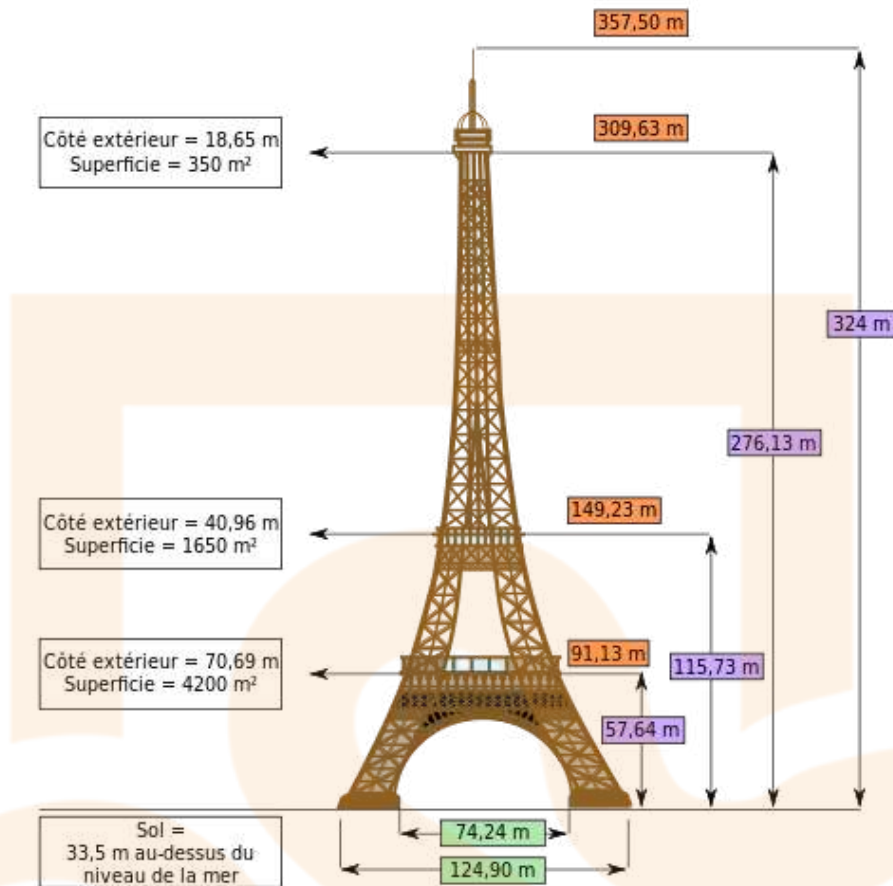 357,50 m
309,63 m
Côté extérieur = 18,65 m
Superficie = 350 m²
324 m
276,13 m
149,23 m
Côté extérieur = 40,96 m
Superficie = 1650 m²
91,13 m
115,73 m
Côté extérieur = 70,69 m
Superficie = 4200 m²
57,64 m
Sol =
33,5 m au-dessus du
niveau de la mer
74,24 m
124,90 m